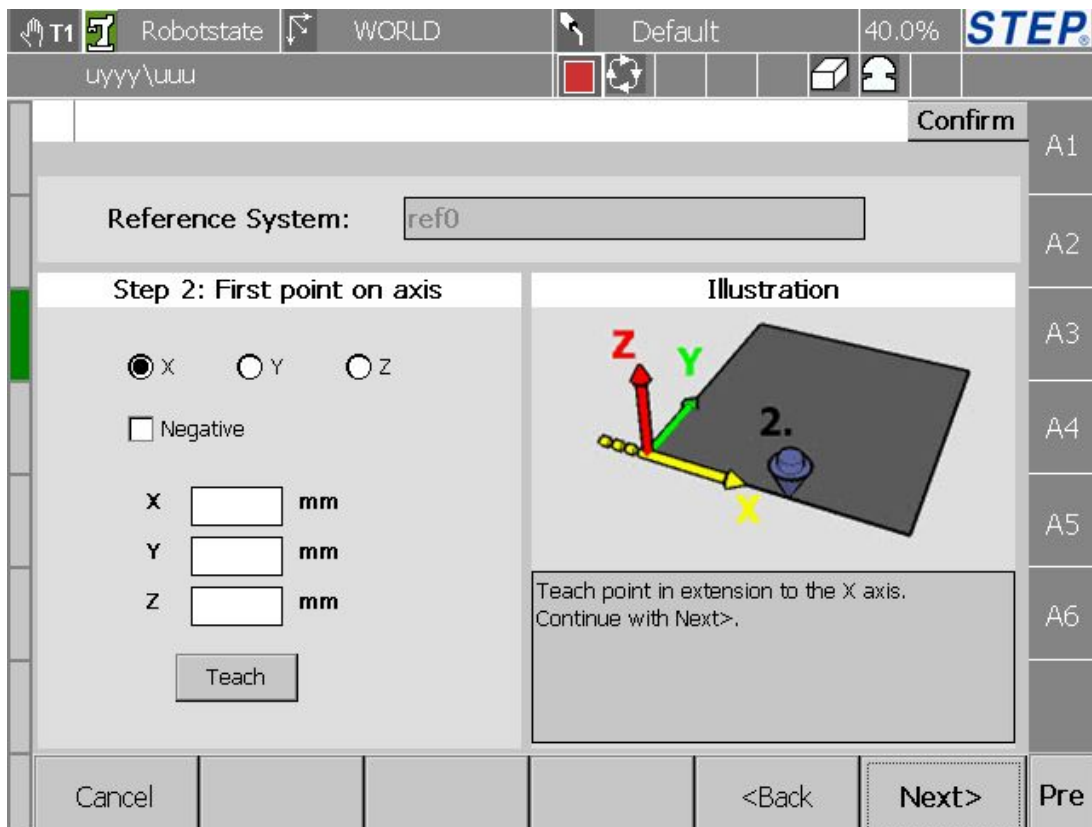 T1 Robotstate WORLD Default 40.0% STEP®
uyyy\uuu
Confirm
A1
Reference System: ref0
A2
Step 2: First point on axis
Illustration
A3
X Y Z
Z
Y
Negative
2.
A4
X
X mm
Y mm
A5
Z mm
Teach point in extension to the X axis.
Continue with Next>.
A6
Teach
Cancel <Back Next> Pre